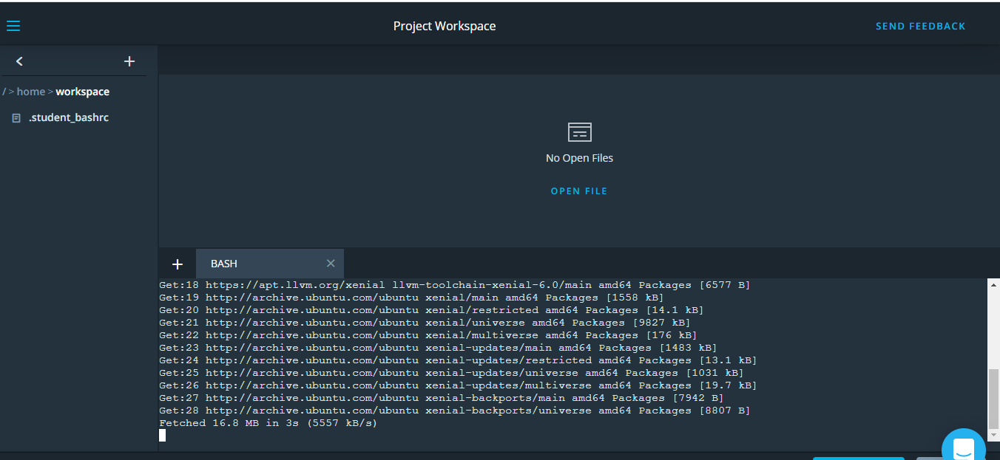 Project Workspace
SEND FEEDBACK
/ > home > workspace
.student_bashrc
No Open Files
OPEN FILE
BASH
Get:18 https://apt.llvm.org/xenial llvm-toolchain-xenial-6.0/main amd64 Packages [6577 B]
Get:19 http://archive.ubuntu.com/ubuntu xenial/main amd64 Packages [1558 kB]
Get:20 http://archive.ubuntu.com/ubuntu xenial/restricted amd64 Packages [14.1 kB]
Get:21 http://archive.ubuntu.com/ubuntu xenial/universe amd64 Packages [9827 kB]
Get:22 http://archive.ubuntu.com/ubuntu xenial/multiverse amd64 Packages [176 kB]
Get:23 http://archive.ubuntu.com/ubuntu xenial-updates/main amd64 Packages [1483 kB]
Get:24 http://archive.ubuntu.com/ubuntu xenial-updates/restricted amd64 Packages [13.1 kB]
Get:25 http://archive.ubuntu.com/ubuntu xenial-updates/universe amd64 Packages [1031 kB]
Get:26 http://archive.ubuntu.com/ubuntu xenial-updates/multiverse amd64 Packages [19.7 kB]
Get:27 http://archive.ubuntu.com/ubuntu xenial-backports/main amd64 Packages [7942 B]
Get:28 http://archive.ubuntu.com/ubuntu xenial-backports/universe amd64 Packages [8807 B]
Fetched 16.8 MB in 3s (5557 kB/s)